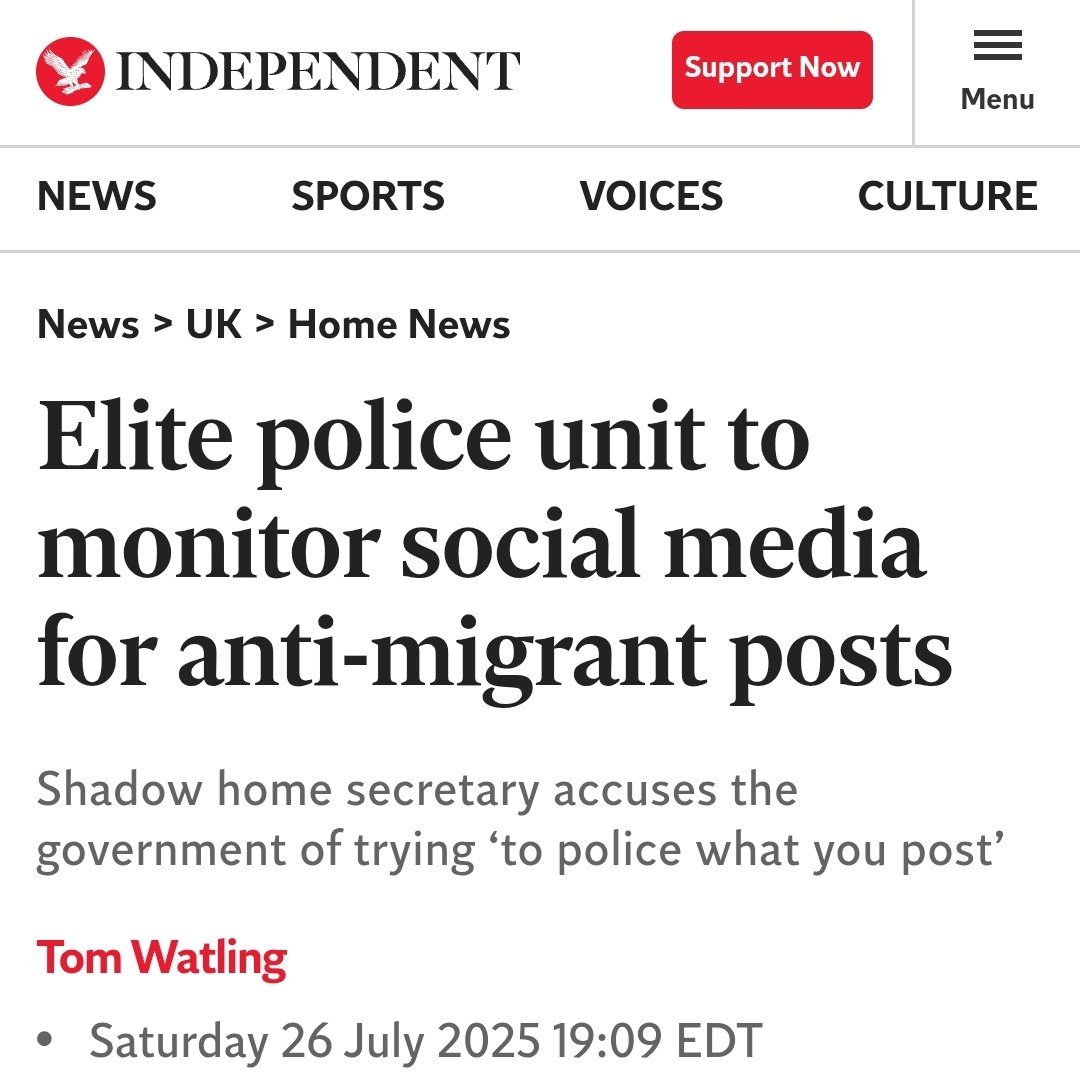 INDEPENDENT
Support Now
Menu
NEWS SPORTS VOICES CULTURE
News > UK > Home News
Elite police unit to
monitor social media
for anti-migrant posts
Shadow home secretary accuses the
government of trying ‘to police what you post’
Tom Watling
• Saturday 26 July 2025 19:09 EDT